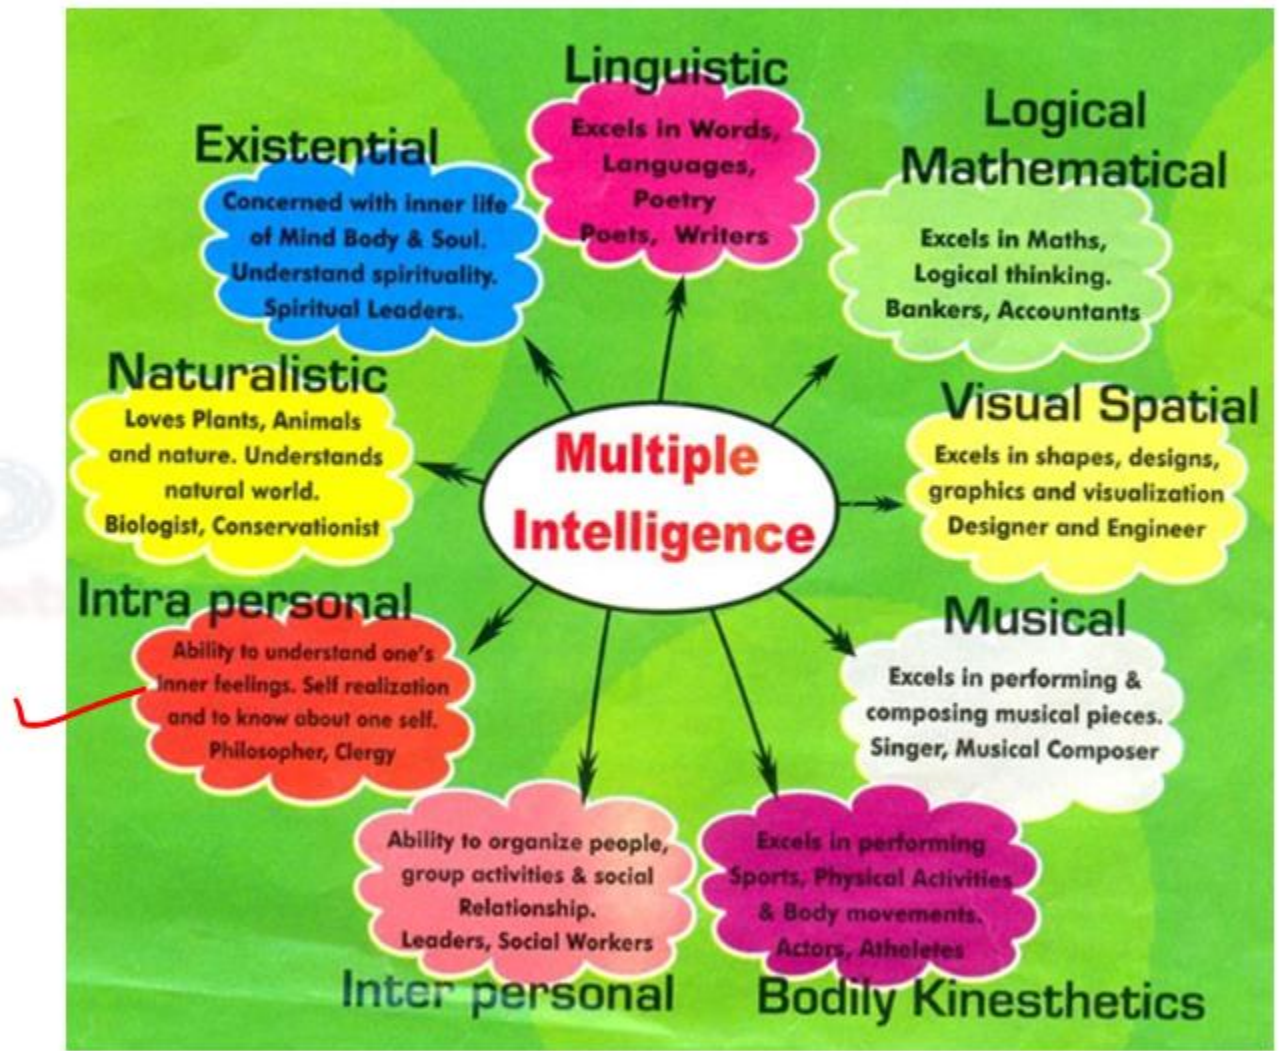 Multiple
Intelligence
Linguistic
Excels in Words,
Languages,
Poetry
Poets, Writers
Logical
Mathematical
Excels in Maths,
Logical thinking.
Bankers, Accountants
Visual Spatial
Excels in shapes, designs,
graphics and visualization
Designer and Engineer
Musical
Excels in performing &
composing musical pieces.
Singer, Musical Composer
Excels in performing
Sports, Physical Activities
& Body movements.
Actors, Atheletes
Bodily Kinesthetics
Ability to organize people,
group activities & social
Relationship.
Leaders, Social Workers
Inter personal
Intra personal
Ability to understand one's
inner feelings. Self realization
and to know about one self.
Philosopher, Clergy
Naturalistic
Loves Plants, Animals
and nature. Understands
natural world.
Biologist, Conservationist
Existential
Concerned with inner life
of Mind Body & Soul.
Understand spirituality.
Spiritual Leaders.